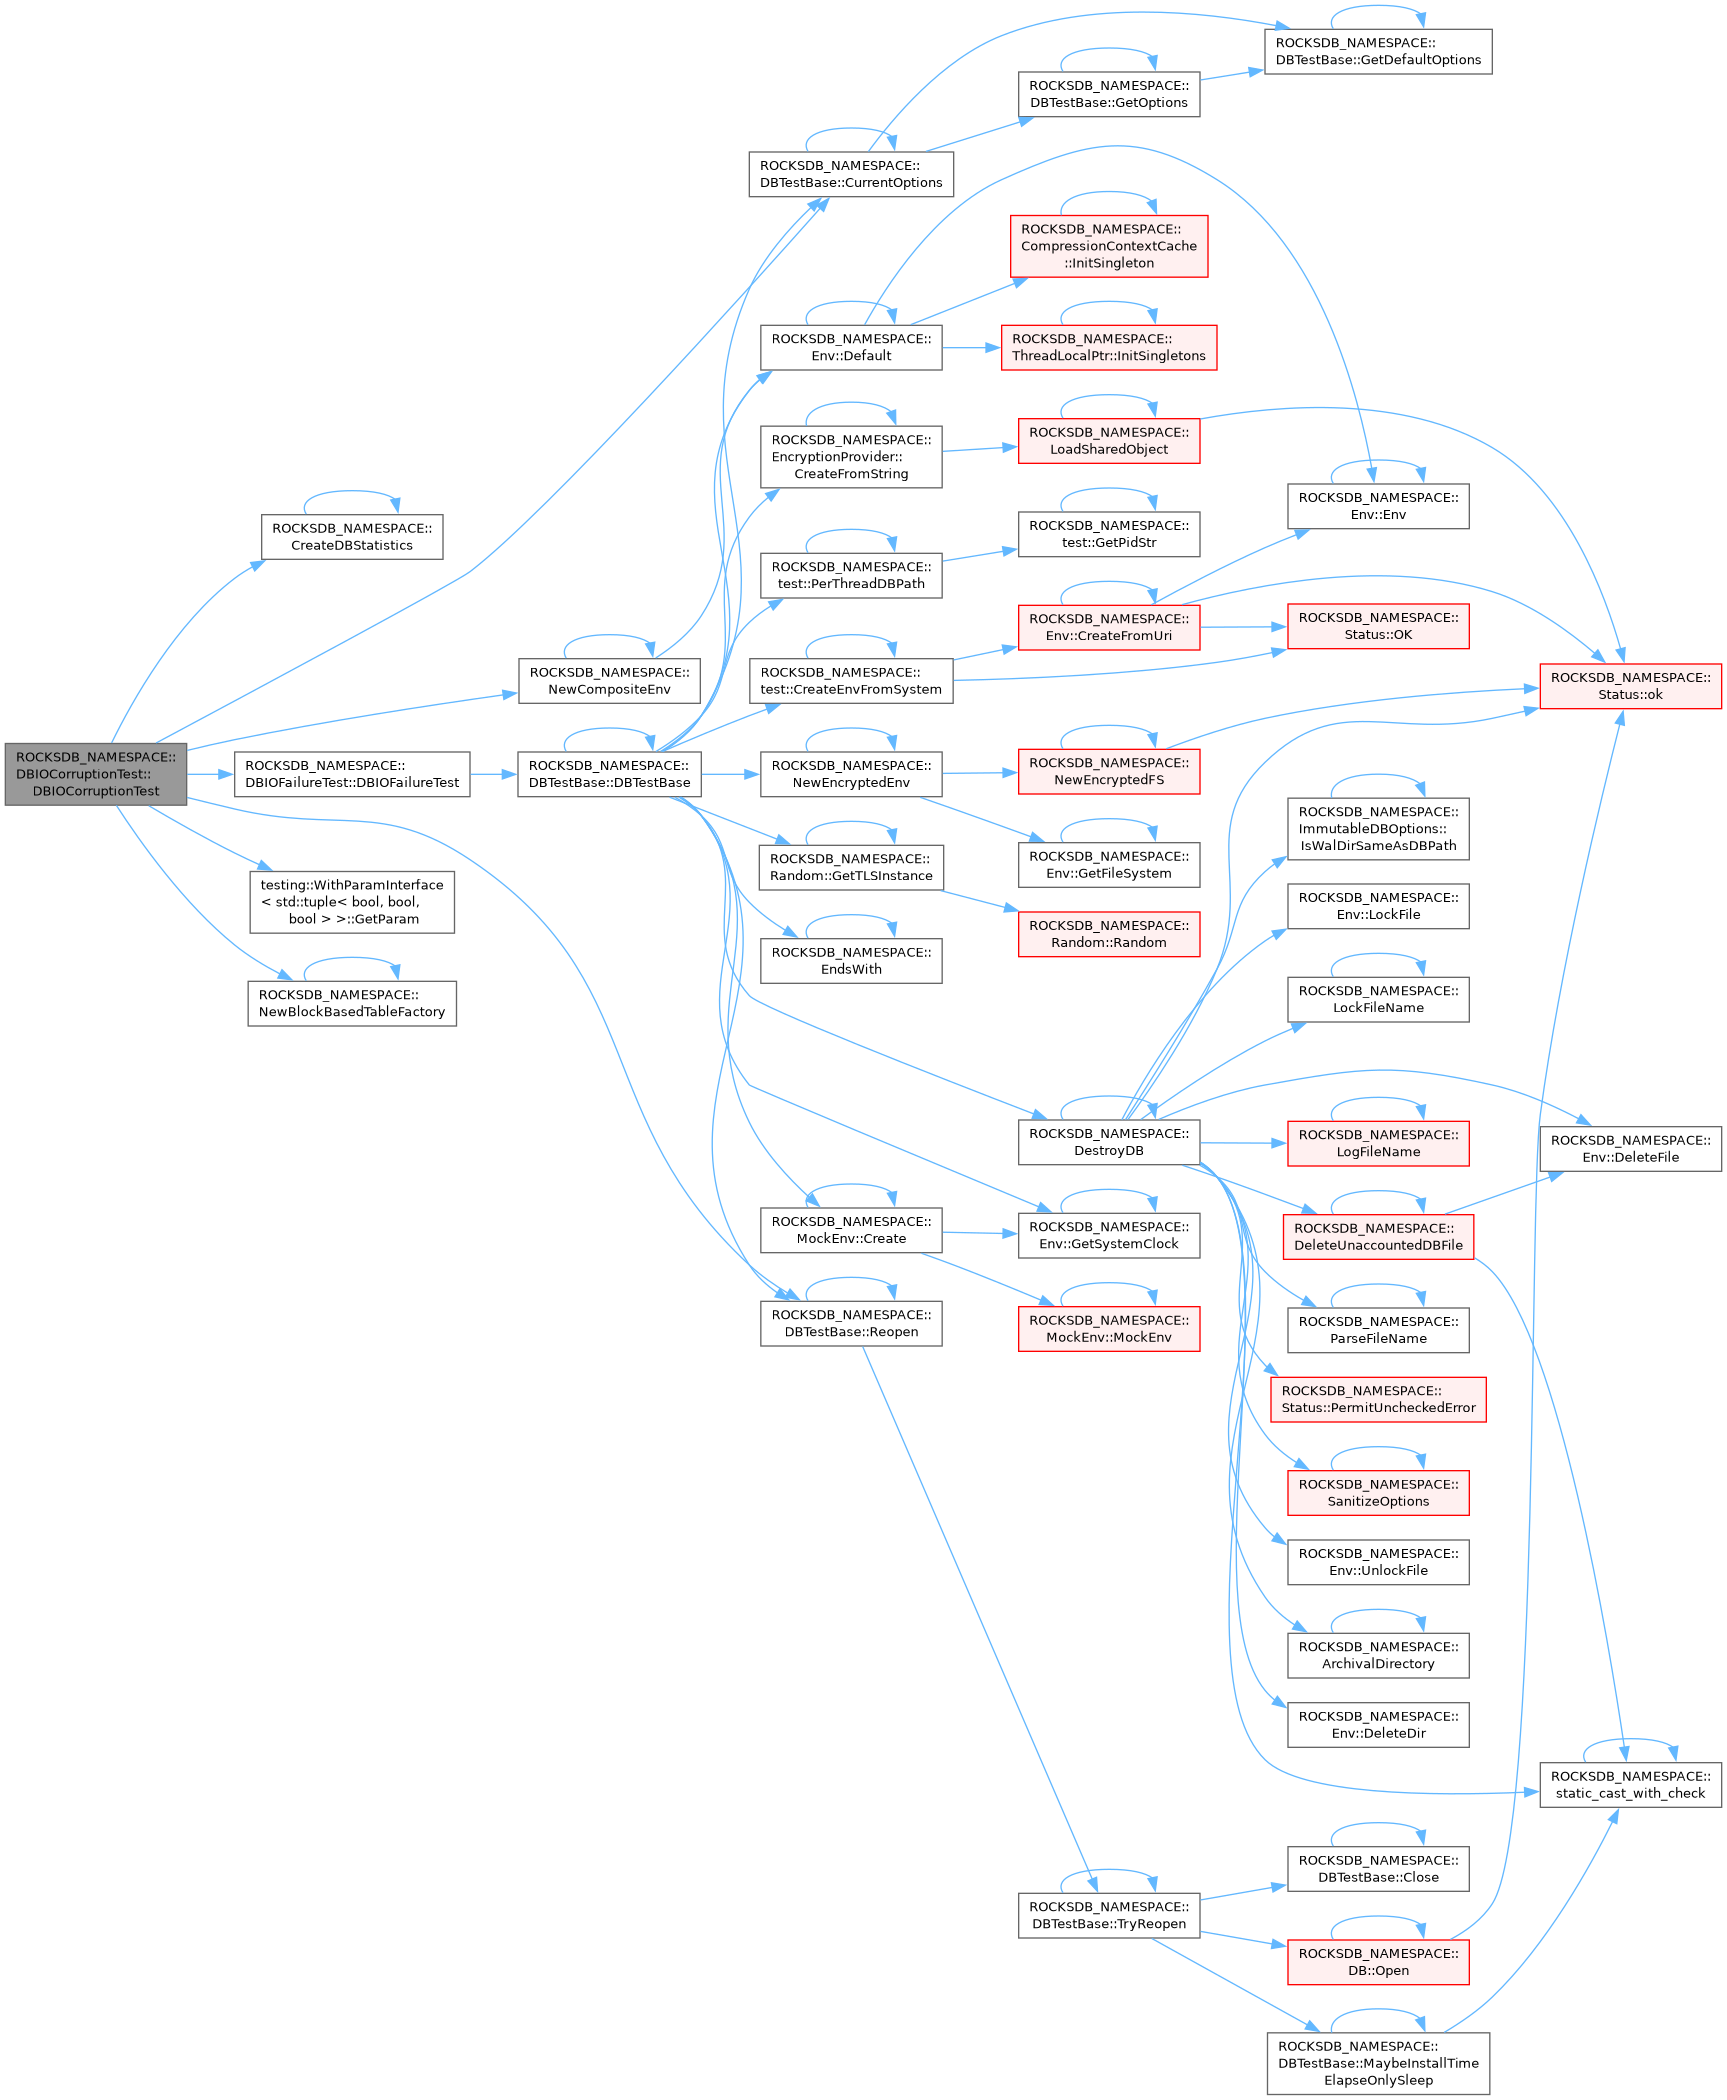 ROCKSDB_NAMESPACE::
DBIOCorruptionTest::
DBIOCorruptionTest
ROCKSDB_NAMESPACE::
CreateDBStatistics
ROCKSDB_NAMESPACE::
DBIOFailureTest::DBIOFailureTest
testing::WithParamInterface
< std::tuple< bool, bool,
bool > >::GetParam
ROCKSDB_NAMESPACE::
NewBlockBasedTableFactory
ROCKSDB_NAMESPACE::
NewCompositeEnv
ROCKSDB_NAMESPACE::
DBTestBase::DBTestBase
ROCKSDB_NAMESPACE::
DBTestBase::CurrentOptions
ROCKSDB_NAMESPACE::
Env::Default
ROCKSDB_NAMESPACE::
EncryptionProvider::
CreateFromString
ROCKSDB_NAMESPACE::
test::PerThreadDBPath
ROCKSDB_NAMESPACE::
test::CreateEnvFromSystem
ROCKSDB_NAMESPACE::
NewEncryptedEnv
ROCKSDB_NAMESPACE::
Random::GetTLSInstance
ROCKSDB_NAMESPACE::
EndsWith
ROCKSDB_NAMESPACE::
MockEnv::Create
ROCKSDB_NAMESPACE::
DBTestBase::Reopen
ROCKSDB_NAMESPACE::
DBTestBase::GetOptions
ROCKSDB_NAMESPACE::
CompressionContextCache
::InitSingleton
ROCKSDB_NAMESPACE::
ThreadLocalPtr::InitSingletons
ROCKSDB_NAMESPACE::
LoadSharedObject
ROCKSDB_NAMESPACE::
test::GetPidStr
ROCKSDB_NAMESPACE::
Env::CreateFromUri
ROCKSDB_NAMESPACE::
NewEncryptedFS
ROCKSDB_NAMESPACE::
Env::GetFileSystem
ROCKSDB_NAMESPACE::
Random::Random
ROCKSDB_NAMESPACE::
DestroyDB
ROCKSDB_NAMESPACE::
Env::GetSystemClock
ROCKSDB_NAMESPACE::
MockEnv::MockEnv
ROCKSDB_NAMESPACE::
DBTestBase::TryReopen
ROCKSDB_NAMESPACE::
DBTestBase::GetDefaultOptions
ROCKSDB_NAMESPACE::
Env::Env
ROCKSDB_NAMESPACE::
Status::OK
ROCKSDB_NAMESPACE::
ImmutableDBOptions::
IsWalDirSameAsDBPath
ROCKSDB_NAMESPACE::
Env::LockFile
ROCKSDB_NAMESPACE::
LockFileName
ROCKSDB_NAMESPACE::
LogFileName
ROCKSDB_NAMESPACE::
DeleteUnaccountedDBFile
ROCKSDB_NAMESPACE::
ParseFileName
ROCKSDB_NAMESPACE::
Status::PermitUncheckedError
ROCKSDB_NAMESPACE::
SanitizeOptions
ROCKSDB_NAMESPACE::
Env::UnlockFile
ROCKSDB_NAMESPACE::
ArchivalDirectory
ROCKSDB_NAMESPACE::
Env::DeleteDir
ROCKSDB_NAMESPACE::
DBTestBase::Close
ROCKSDB_NAMESPACE::
DB::Open
ROCKSDB_NAMESPACE::
DBTestBase::MaybeInstallTime
ElapseOnlySleep
ROCKSDB_NAMESPACE::
Status::ok
ROCKSDB_NAMESPACE::
Env::DeleteFile
ROCKSDB_NAMESPACE::
static_cast_with_check